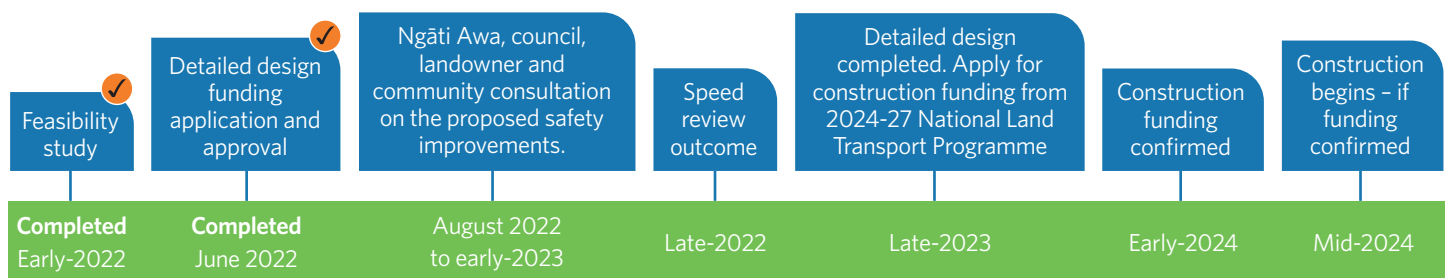 Feasibility
study
Completed
Early-2022
Detailed design
funding
application and
approval
Completed
June 2022
Ngāti Awa, council,
landowner and
community consultation
on the proposed safety
improvements.
August 2022
to early-2023
Speed
review
outcome
Late-2022
Detailed design
completed. Apply for
construction funding from
2024-27 National Land
Transport Programme
Late-2023
Construction
funding
confirmed
Early-2024
Construction
begins – if
funding
confirmed
Mid-2024